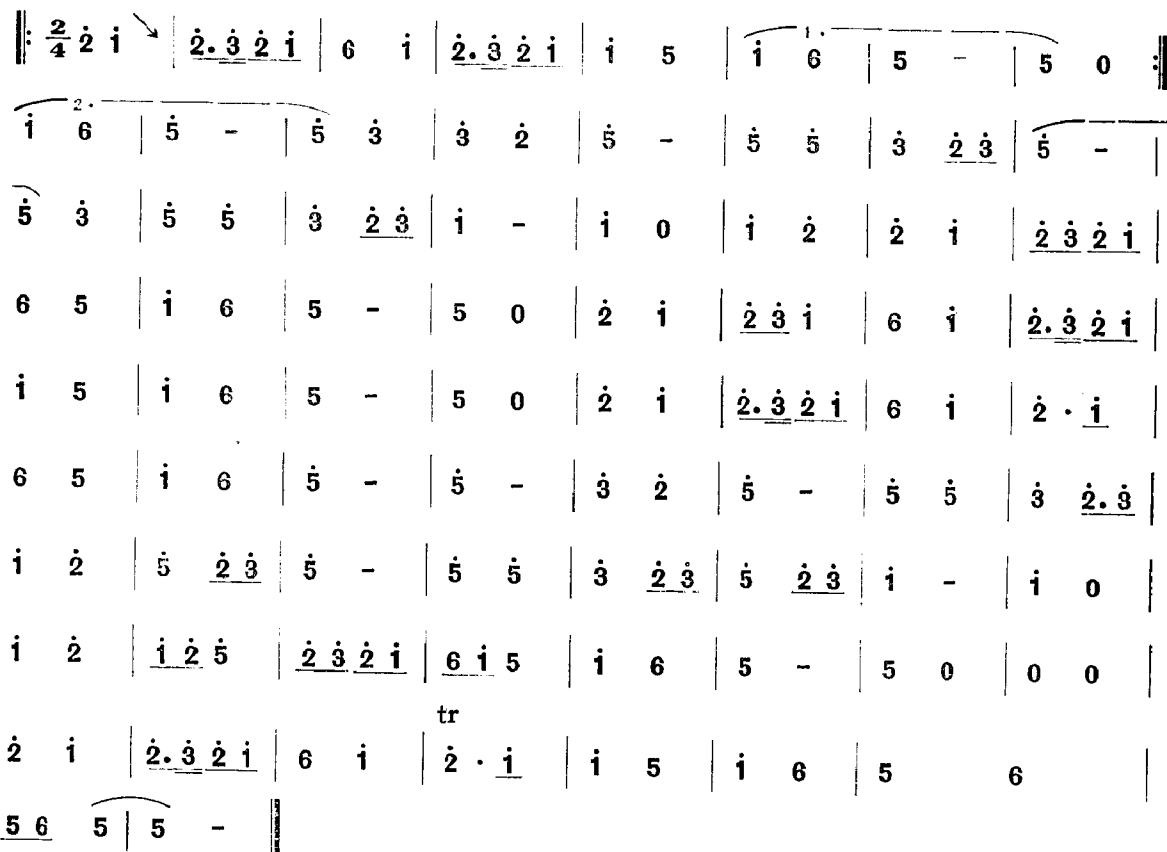 ‖: 2/4 2̇ 1̇ ↘ | 2̇. 3̇ 2̇ 1̇ | 6 1̇ | 2̇. 3̇ 2̇ 1̇ | 1̇ 5 | 1. 1̇ 6 | 5 - | 5 0 :‖
2. 1̇ 6 | 5̇ - | 5̇ 3̇ | 3̇ 2̇ | 5̇ - | 5̇ 5̇ | 3̇ 2̇ 3̇ | 5̇ - |
5̇ 3̇ | 5̇ 5̇ | 3̇ 2̇ 3̇ | 1̇ - | 1̇ 0 | 1̇ 2̇ | 2̇ 1̇ | 2̇ 3̇ 2̇ 1̇ |
6 5 | 1̇ 6 | 5 - | 5 0 | 2̇ 1̇ | 2̇ 3̇ 1̇ | 6 1̇ | 2̇. 3̇ 2̇ 1̇ |
1̇ 5 | 1̇ 6 | 5 - | 5 0 | 2̇ 1̇ | 2̇. 3̇ 2̇ 1̇ | 6 1̇ | 2̇ · 1̇ |
6 5 | 1̇ 6 | 5̇ - | 5̇ - | 3̇ 2̇ | 5̇ - | 5̇ 5̇ | 3̇ 2̇. 3̇ |
1̇ 2̇ | 5̇ 2̇ 3̇ | 5̇ - | 5̇ 5̇ | 3̇ 2̇ 3̇ | 5̇ 2̇ 3̇ | 1̇ - | 1̇ 0 |
1̇ 2̇ | 1̇ 2̇ 5̇ | 2̇ 3̇ 2̇ 1̇ | 6 1̇ 5 | 1̇ 6 | 5 - | 5 0 | 0 0 |
tr
2̇ 1̇ | 2̇. 3̇ 2̇ 1̇ | 6 1̇ | 2̇ · 1̇ | 1̇ 5 | 1̇ 6 | 5 6 |
5 6 5 | 5 - ‖